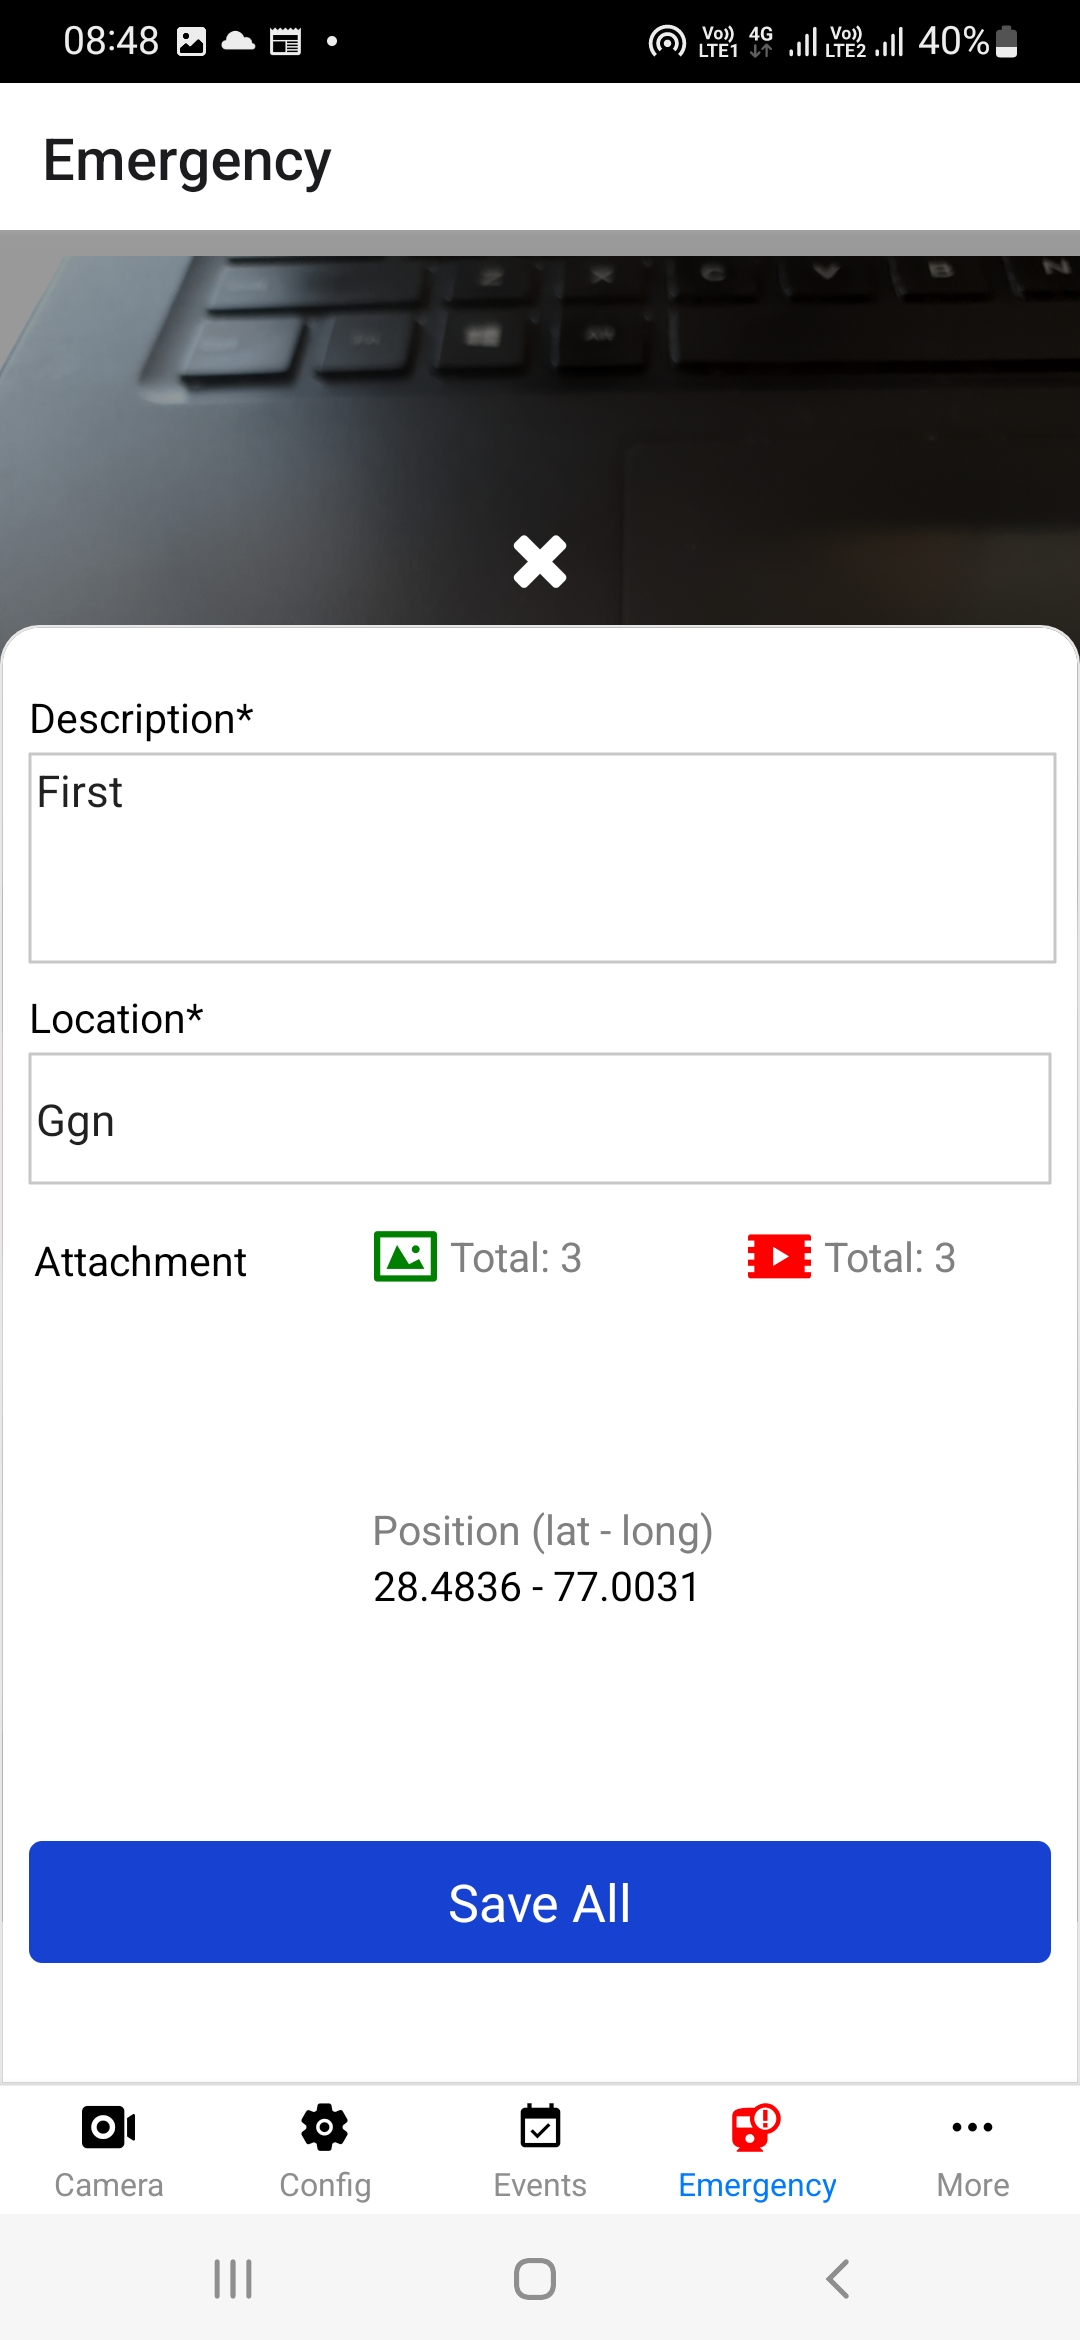 08:48 Vo)) LTE1 4G Vo)) LTE2 40%
Emergency
Z X C V B N
Description*
First
Location*
Ggn
Attachment Total: 3 Total: 3
Position (lat - long)
28.4836 - 77.0031
Save All
Camera Config Events Emergency More